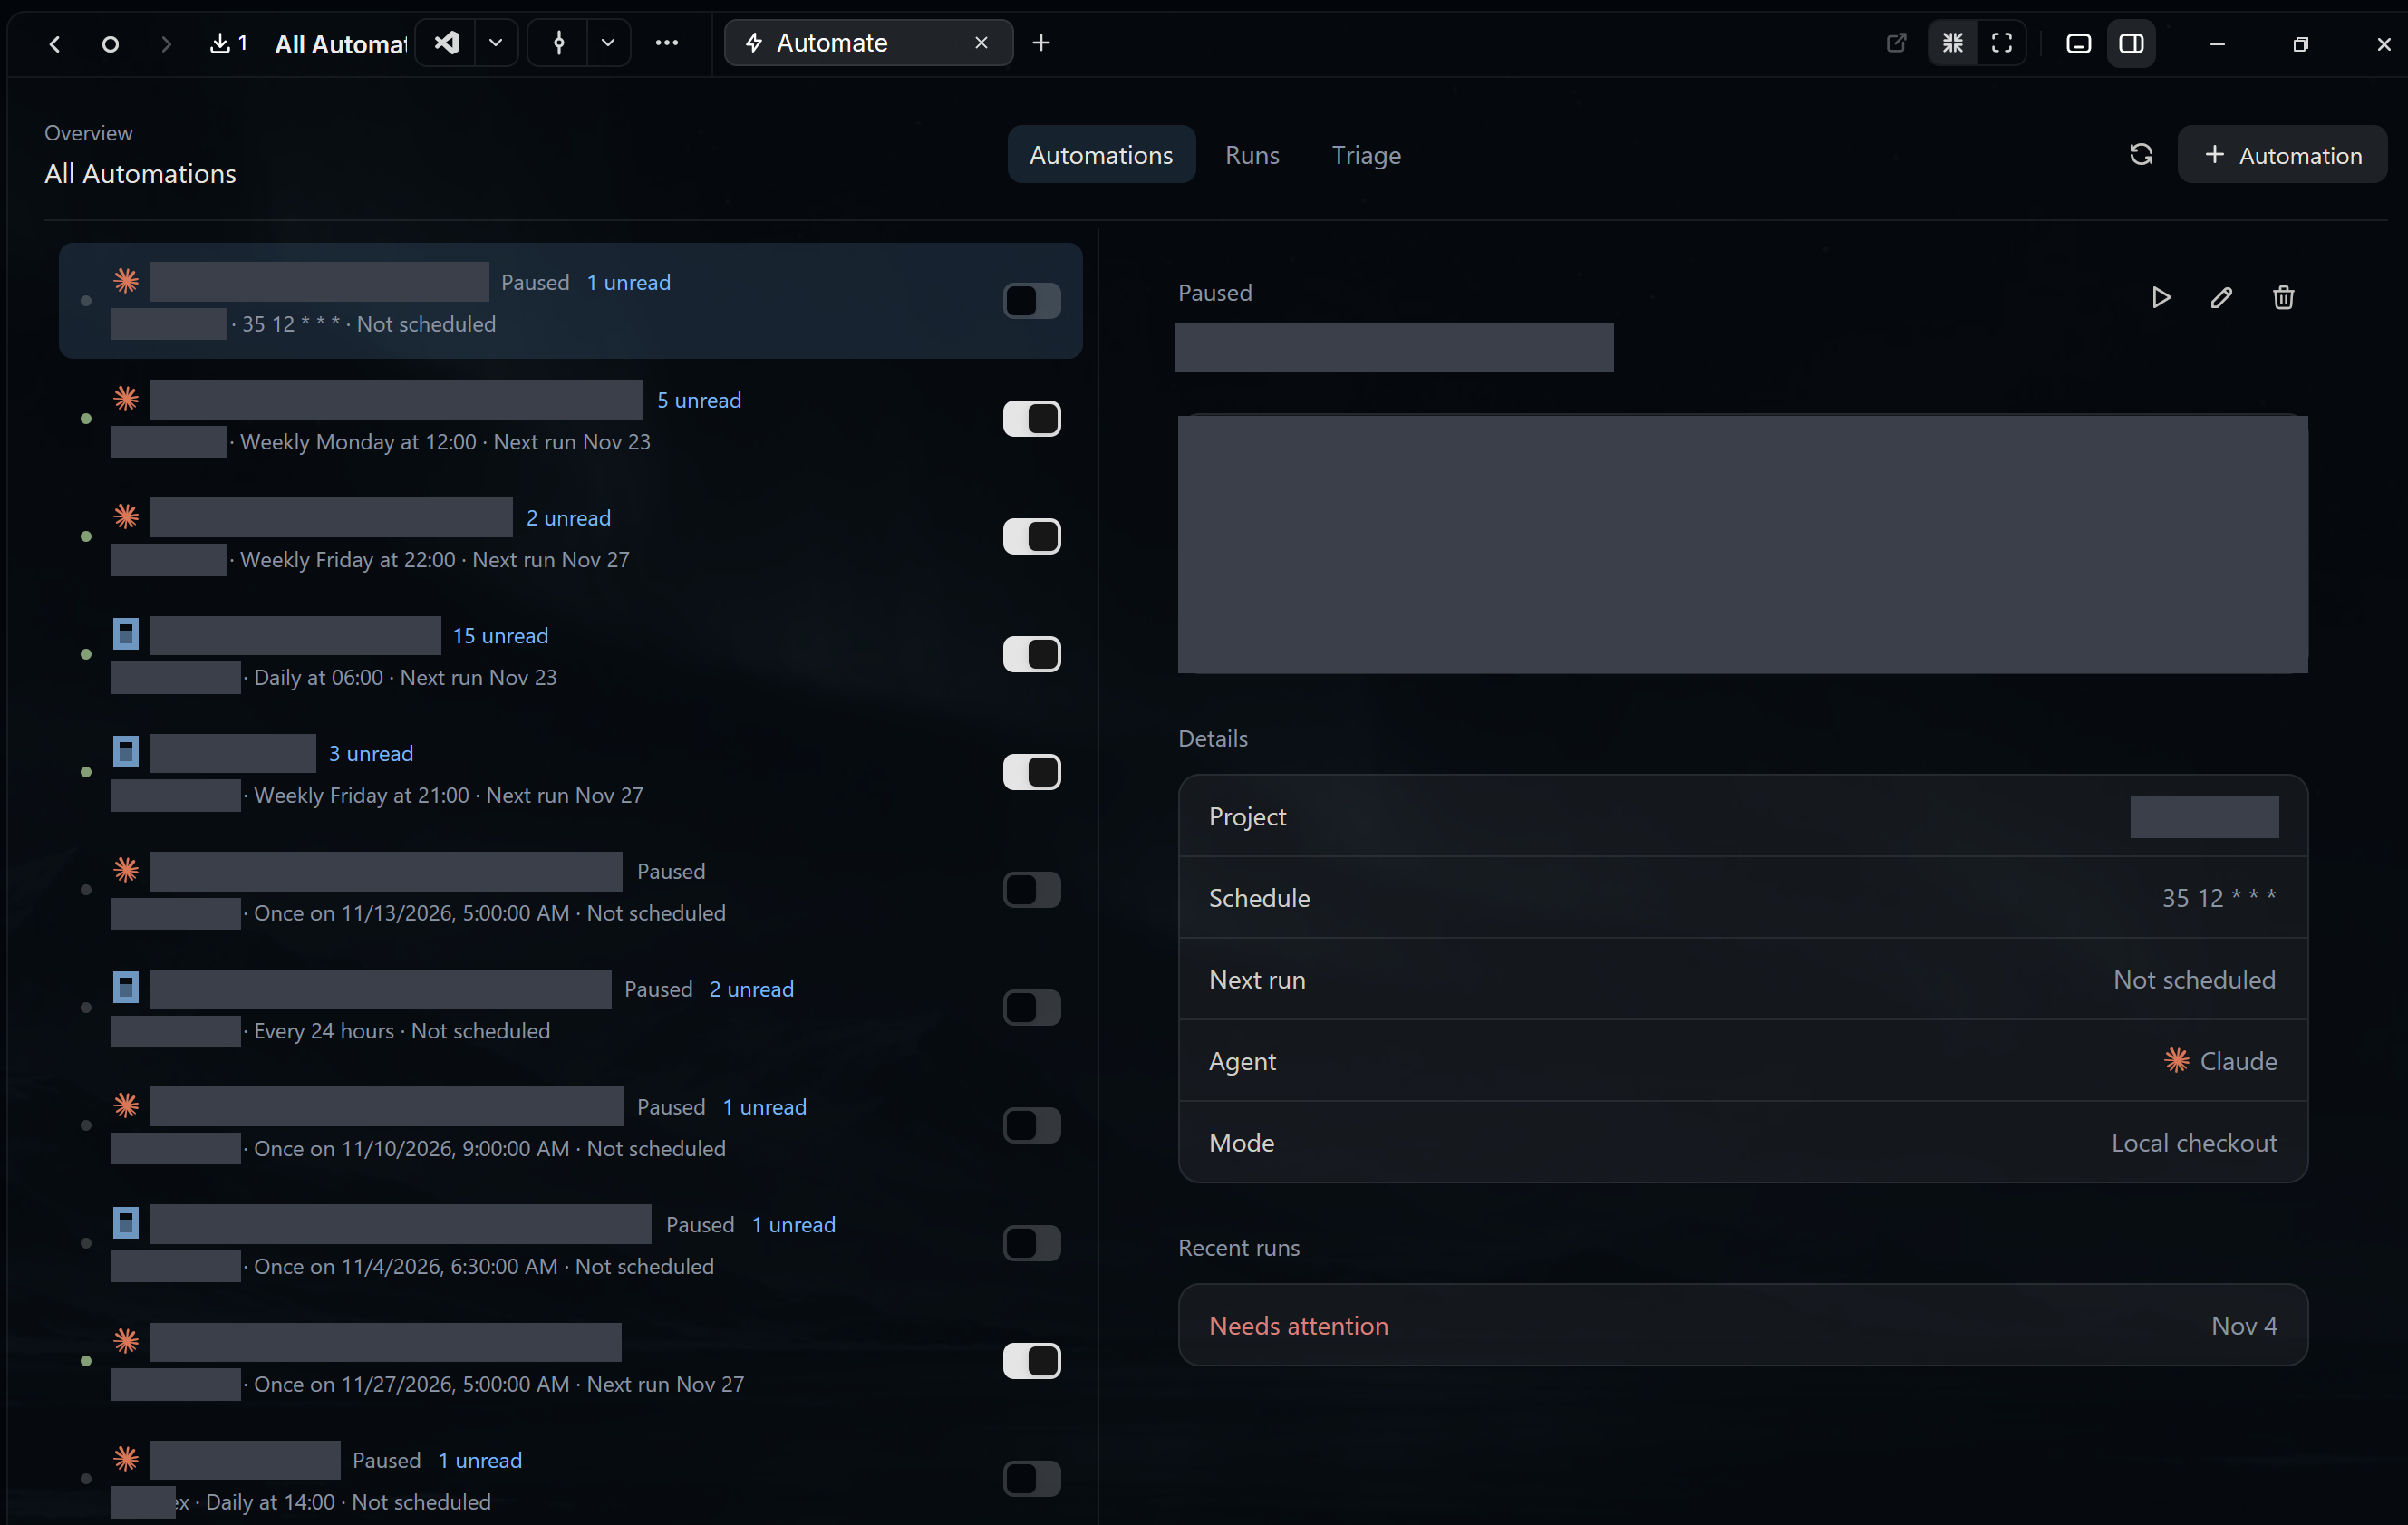 1 All Automat
Automate
Overview
All Automations
Automations Runs Triage
Automation
Paused 1 unread
· 35 12 * * * · Not scheduled
5 unread
· Weekly Monday at 12:00 · Next run Nov 23
2 unread
· Weekly Friday at 22:00 · Next run Nov 27
15 unread
· Daily at 06:00 · Next run Nov 23
3 unread
· Weekly Friday at 21:00 · Next run Nov 27
Paused
· Once on 11/13/2026, 5:00:00 AM · Not scheduled
Paused 2 unread
· Every 24 hours · Not scheduled
Paused 1 unread
· Once on 11/10/2026, 9:00:00 AM · Not scheduled
Paused 1 unread
· Once on 11/4/2026, 6:30:00 AM · Not scheduled
· Once on 11/27/2026, 5:00:00 AM · Next run Nov 27
Paused 1 unread
ex · Daily at 14:00 · Not scheduled
Paused
Details
Project
Schedule 35 12 * * *
Next run Not scheduled
Agent Claude
Mode Local checkout
Recent runs
Needs attention Nov 4